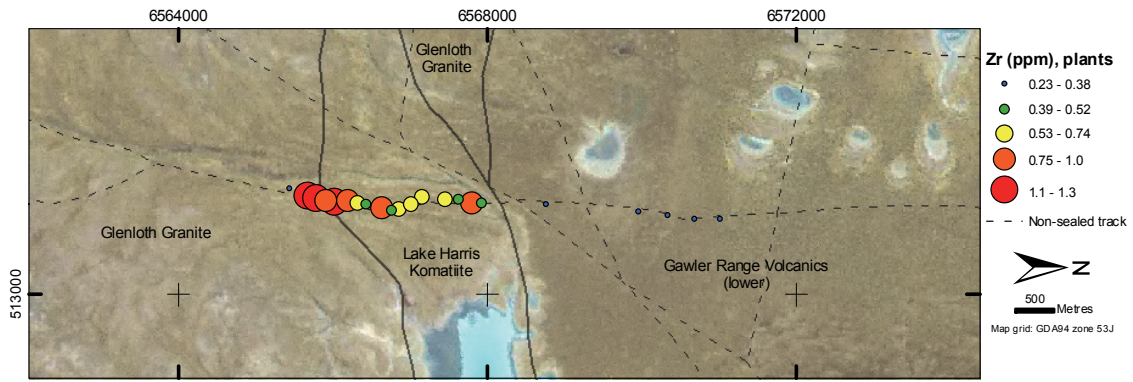 6564000
6568000
6572000
Glenloth
Granite
Glenloth Granite
Lake Harris
Komatiite
Gawler Range Volcanics
(lower)
513000
Zr (ppm), plants
0.23 - 0.38
0.39 - 0.52
0.53 - 0.74
0.75 - 1.0
1.1 - 1.3
Non-sealed track
N
500
Metres
Map grid: GDA94 zone 53J